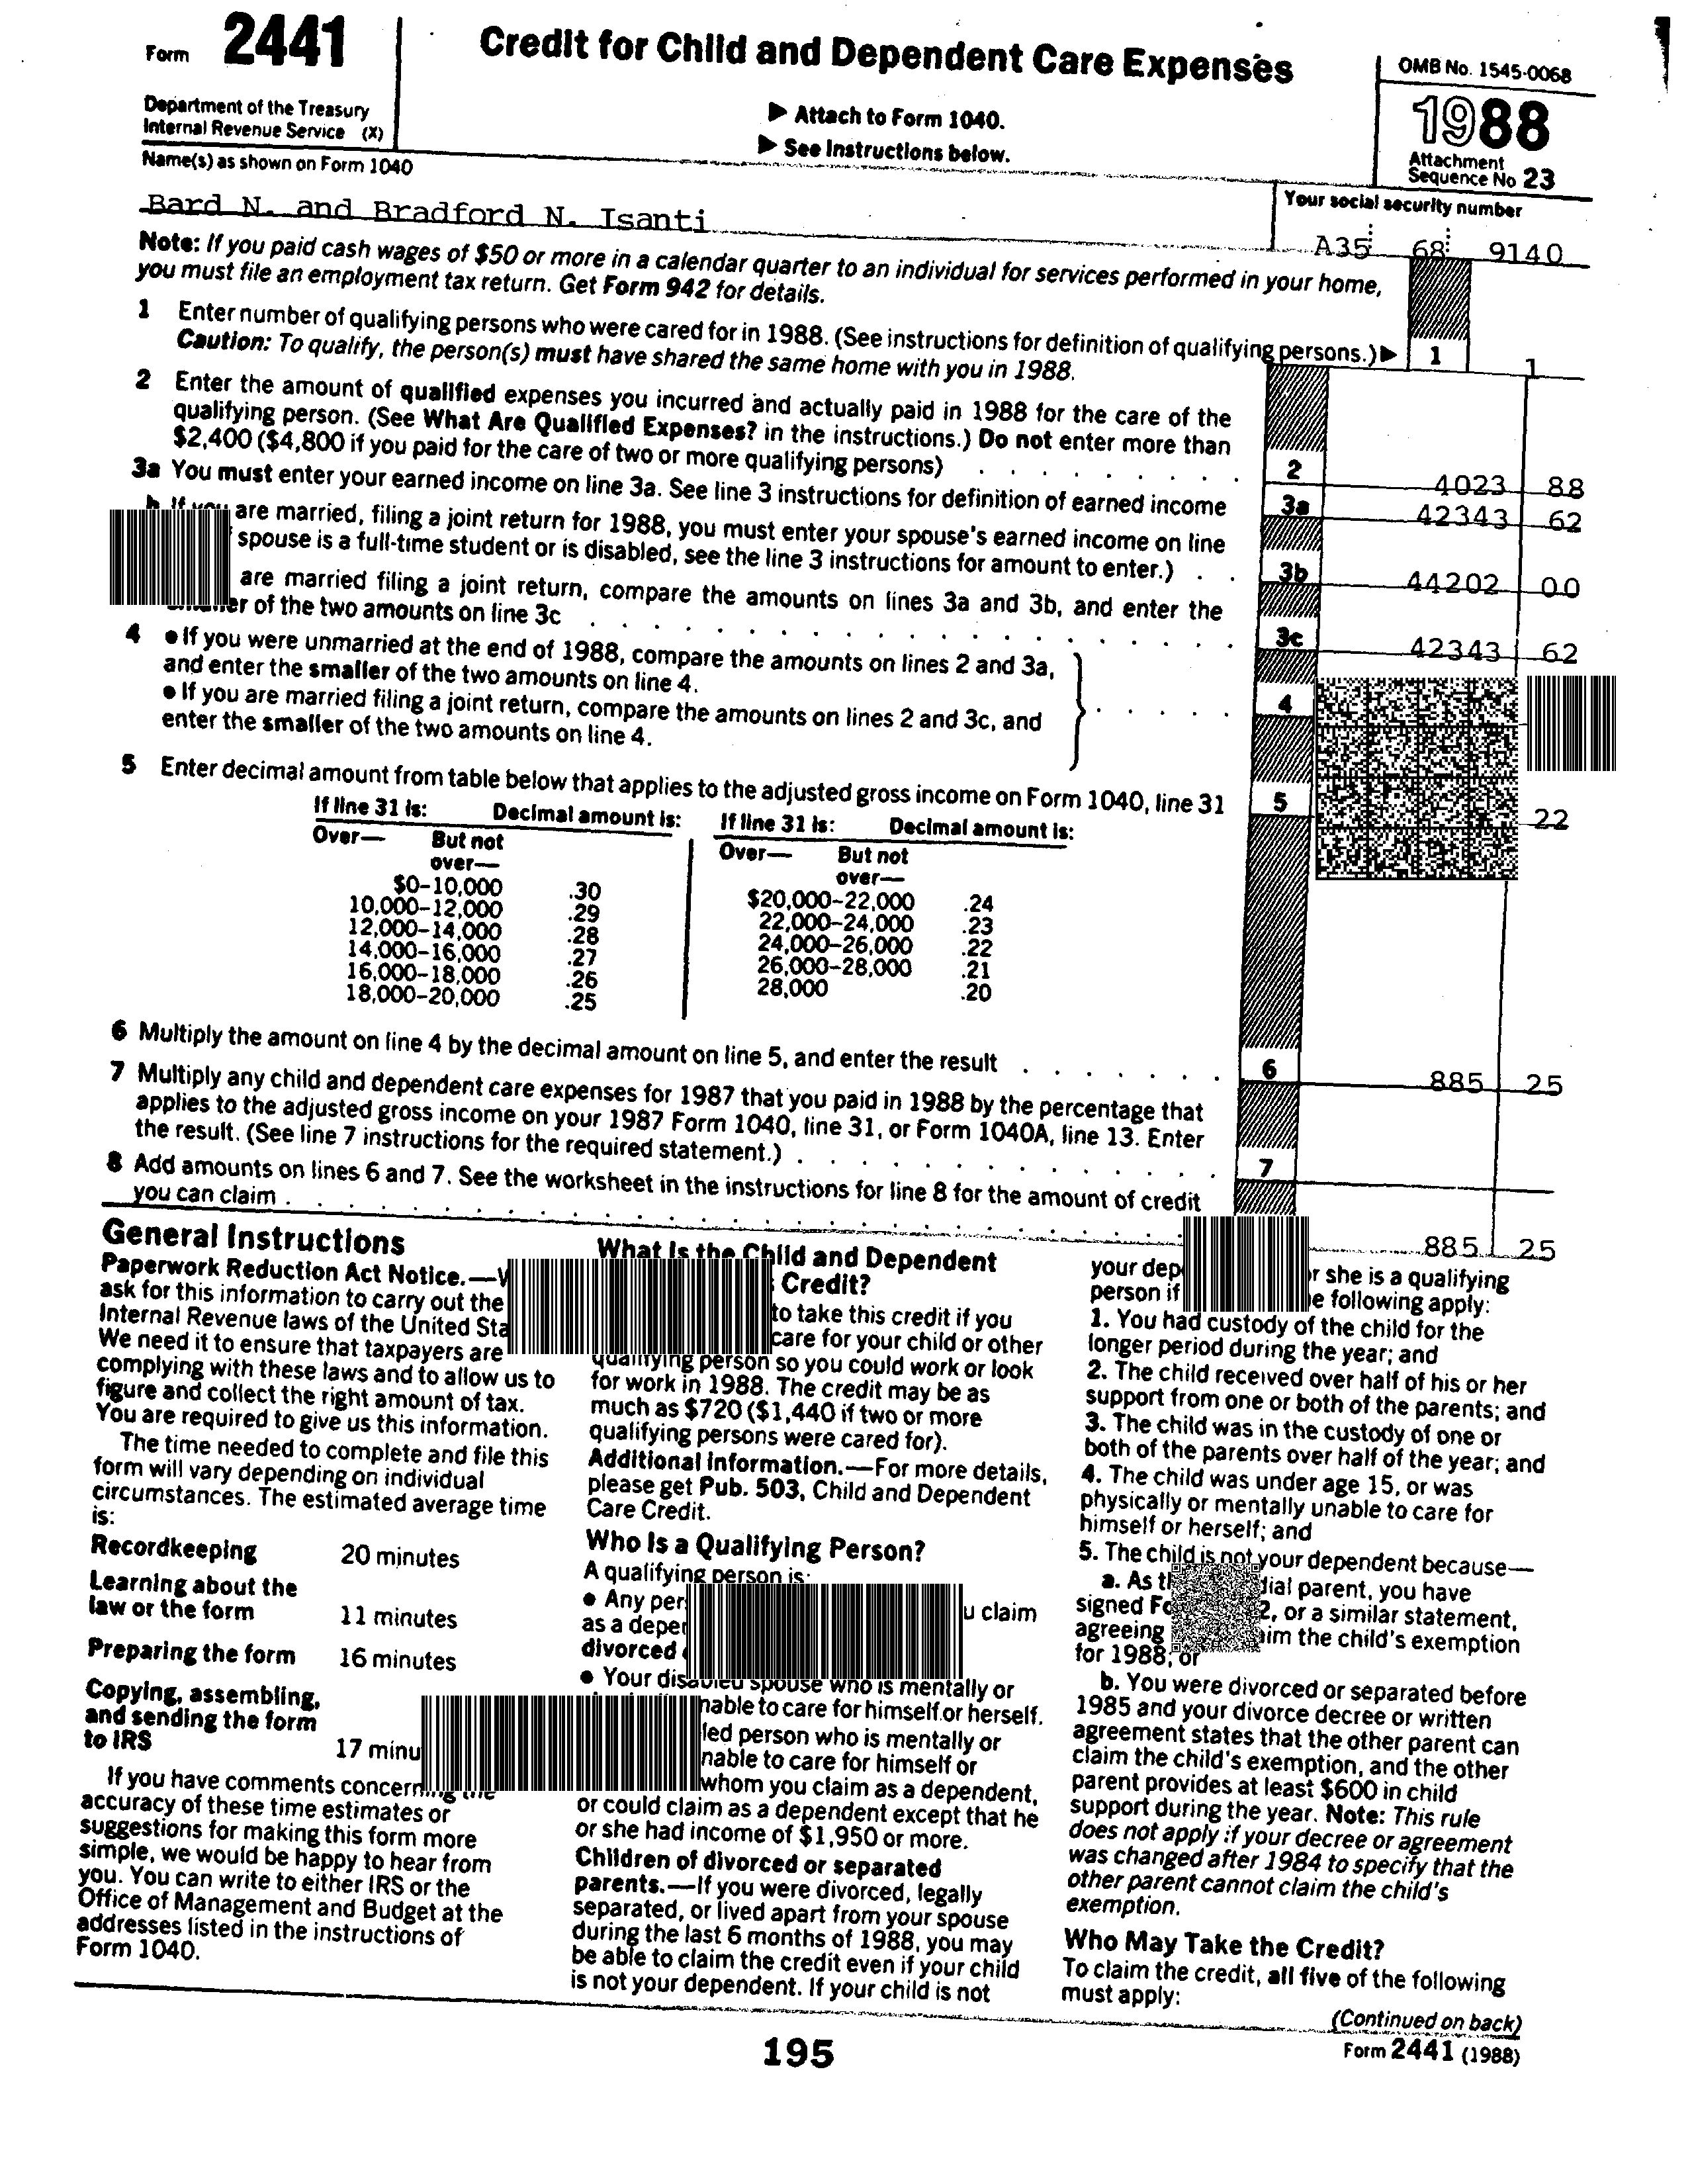 Form 2441
Credit for Child and Dependent Care Expenses
OMB No. 1545-0068
1988
Department of the Treasury
Internal Revenue Service (X)
▶ Attach to Form 1040.
▶ See Instructions below.
Attachment
Sequence No 23
Name(s) as shown on Form 1040
Your social security number
Bard N. and Bradford N. Isanti
A35 68 9140
Note: If you paid cash wages of $50 or more in a calendar quarter to an individual for services performed in your home,
you must file an employment tax return. Get Form 942 for details.
1 Enter number of qualifying persons who were cared for in 1988. (See instructions for definition of qualifying persons.) ▶ 1 1
Caution: To qualify, the person(s) must have shared the same home with you in 1988.
2 Enter the amount of qualified expenses you incurred and actually paid in 1988 for the care of the
qualifying person. (See What Are Qualified Expenses? in the instructions.) Do not enter more than
$2,400 ($4,800 if you paid for the care of two or more qualifying persons) . . . . . . . . 2 4023 88
3a You must enter your earned income on line 3a. See line 3 instructions for definition of earned income 3a 42343 62
b If you are married, filing a joint return for 1988, you must enter your spouse's earned income on line
spouse is a full-time student or is disabled, see the line 3 instructions for amount to enter.) . . 3b 44202 00
are married filing a joint return, compare the amounts on lines 3a and 3b, and enter the
of the two amounts on line 3c . . . . . . . . . . . . . . . . . . . . 3c 42343 62
4 ● If you were unmarried at the end of 1988, compare the amounts on lines 2 and 3a,
and enter the smaller of the two amounts on line 4.
● If you are married filing a joint return, compare the amounts on lines 2 and 3c, and
enter the smaller of the two amounts on line 4. . . . . . 4
5 Enter decimal amount from table below that applies to the adjusted gross income on Form 1040, line 31 5 22
If line 31 is: Decimal amount is: If line 31 is: Decimal amount is:
Over— But not over— Over— But not over—
$0–10,000 .30 $20,000–22,000 .24
10,000–12,000 .29 22,000–24,000 .23
12,000–14,000 .28 24,000–26,000 .22
14,000–16,000 .27 26,000–28,000 .21
16,000–18,000 .26 28,000 .20
18,000–20,000 .25
6 Multiply the amount on line 4 by the decimal amount on line 5, and enter the result . . . . . . . 6 885 25
7 Multiply any child and dependent care expenses for 1987 that you paid in 1988 by the percentage that
applies to the adjusted gross income on your 1987 Form 1040, line 31, or Form 1040A, line 13. Enter
the result. (See line 7 instructions for the required statement.) . . . . . . . . . . . . . . 7
8 Add amounts on lines 6 and 7. See the worksheet in the instructions for line 8 for the amount of credit
you can claim . . . . . . . . . . . . . . . . . . . . . . . . . . . 885 25
General Instructions
Paperwork Reduction Act Notice.—
ask for this information to carry out the
Internal Revenue laws of the United
We need it to ensure that taxpayers are
complying with these laws and to allow us to
figure and collect the right amount of tax.
You are required to give us this information.
The time needed to complete and file this
form will vary depending on individual
circumstances. The estimated average time
is:
Recordkeeping 20 minutes
Learning about the
law or the form 11 minutes
Preparing the form 16 minutes
Copying, assembling,
and sending the form
to IRS 17
If you have comments concerning the
accuracy of these time estimates or
suggestions for making this form more
simple, we would be happy to hear from
you. You can write to either IRS or the
Office of Management and Budget at the
addresses listed in the instructions of
Form 1040.
What Is the Child and Dependent
Credit?
to take this credit if you
care for your child or other
qualifying person so you could work or look
for work in 1988. The credit may be as
much as $720 ($1,440 if two or more
qualifying persons were cared for).
Additional Information.—For more details,
please get Pub. 503, Child and Dependent
Care Credit.
Who Is a Qualifying Person?
A qualifying person is:
● Any claim
as a
divorced
● Your disabled spouse who is mentally or
to care for himself or herself.
person who is mentally or
to care for himself or
whom you claim as a dependent,
or could claim as a dependent except that he
or she had income of $1,950 or more.
Children of divorced or separated
parents.—If you were divorced, legally
separated, or lived apart from your spouse
during the last 6 months of 1988, you may
be able to claim the credit even if your child
is not your dependent. If your child is not
your she is a qualifying
person if following apply:
1. You had custody of the child for the
longer period during the year; and
2. The child received over half of his or her
support from one or both of the parents; and
3. The child was in the custody of one or
both of the parents over half of the year; and
4. The child was under age 15, or was
physically or mentally unable to care for
himself or herself; and
5. The child is not your dependent because—
a. As parent, you have
signed or a similar statement,
agreeing the child's exemption
for 1988; or
b. You were divorced or separated before
1985 and your divorce decree or written
agreement states that the other parent can
claim the child's exemption, and the other
parent provides at least $600 in child
support during the year. Note: This rule
does not apply if your decree or agreement
was changed after 1984 to specify that the
other parent cannot claim the child's
exemption.
Who May Take the Credit?
To claim the credit, all five of the following
must apply:
(Continued on back)
195
Form 2441 (1988)